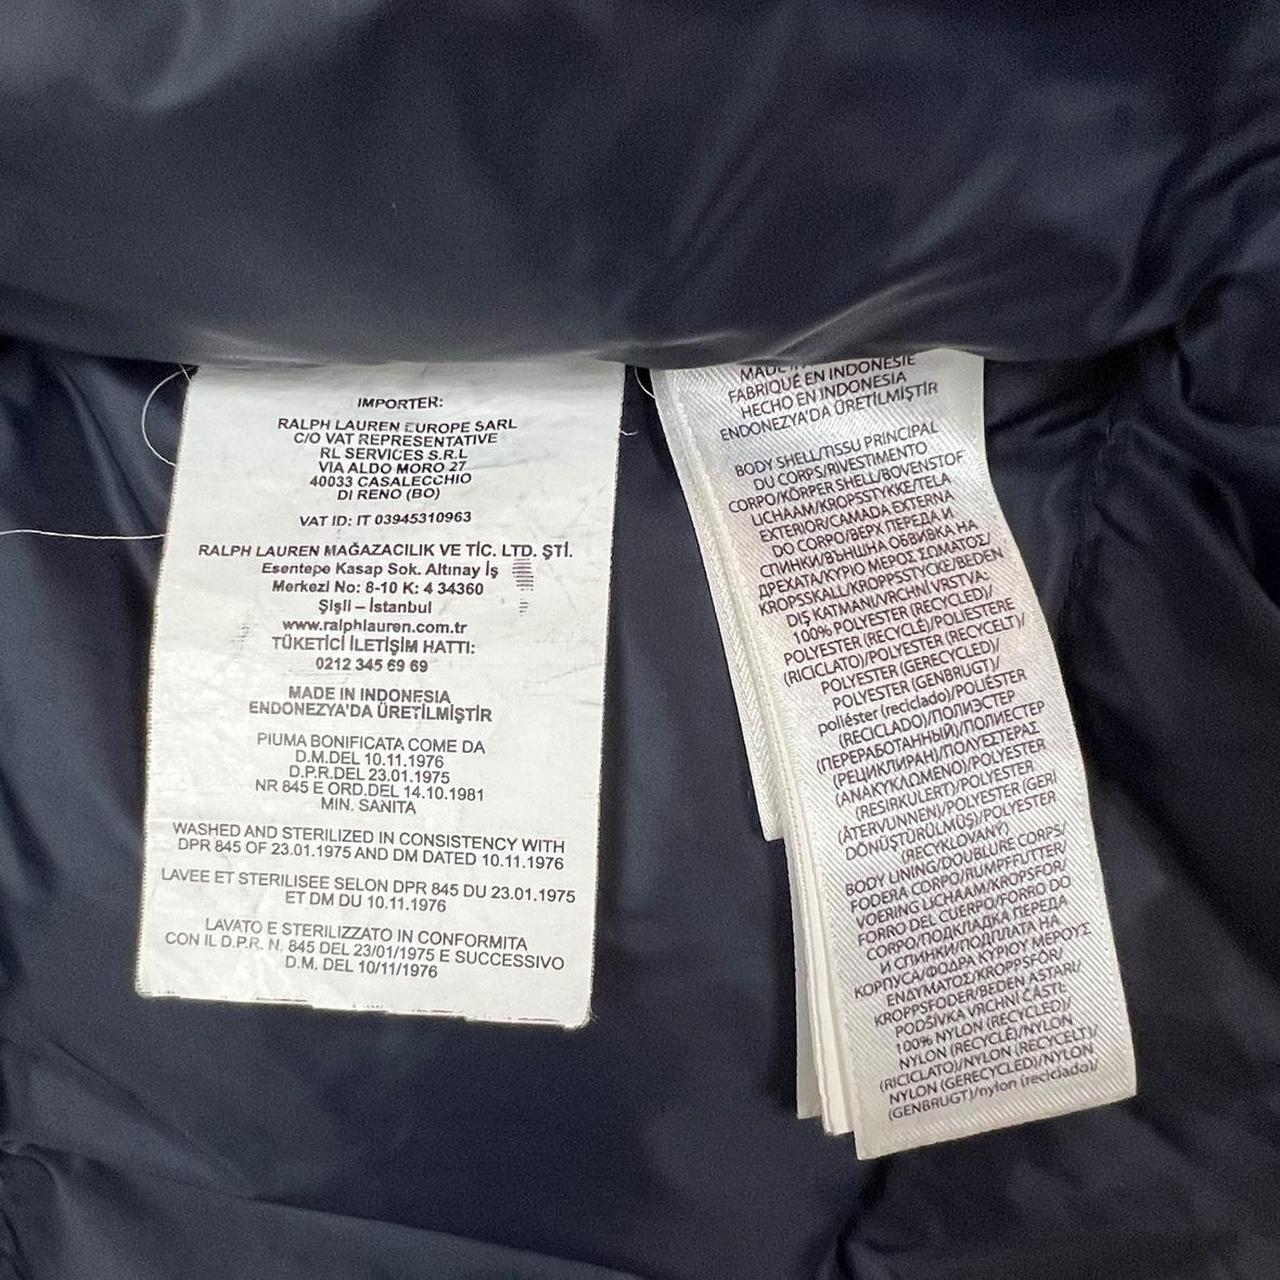 IMPORTER:
RALPH LAUREN EUROPE SARL
C/O VAT REPRESENTATIVE
RL SERVICES S.R.L
VIA ALDO MORO 27
40033 CASALECCHIO
DI RENO (BO)
VAT ID: IT 03945310963
RALPH LAUREN MAĞAZACILIK VE TİC. LTD. ŞTİ.
Esentepe Kasap Sok. Altınay İş
Merkezi No: 8-10 K: 4 34360
Şişli – İstanbul
www.ralphlauren.com.tr
TÜKETİCİ İLETİŞİM HATTI:
0212 345 69 69
MADE IN INDONESIA
ENDONEZYA'DA ÜRETİLMİŞTİR
PIUMA BONIFICATA COME DA
D.M.DEL 10.11.1976
D.P.R.DEL 23.01.1975
NR 845 E ORD.DEL 14.10.1981
MIN. SANITA
WASHED AND STERILIZED IN CONSISTENCY WITH
DPR 845 OF 23.01.1975 AND DM DATED 10.11.1976
LAVEE ET STERILISEE SELON DPR 845 DU 23.01.1975
ET DM DU 10.11.1976
LAVATO E STERILIZZATO IN CONFORMITA
CON IL D.P.R. N. 845 DEL 23/01/1975 E SUCCESSIVO
D.M. DEL 10/11/1976
FABRIQUÉ EN INDONESIE
HECHO EN INDONESIA
ENDONEZYA'DA ÜRETİLMİŞTİR
BODY SHELL/TISSU PRINCIPAL
DU CORPS/RIVESTIMENTO
CORPO/KÖRPER SHELL/BOVENSTOF
LICHAAM/KROPSSTYKKE/TELA
EXTERIOR/CAMADA EXTERNA
DO CORPO/ВЕРХ ПЕРЕДА И
СПИНКИ/ВЪНШНА ОБВИВКА НА
ДРЕХАТА/ΚΥΡΙΟ ΜΕΡΟΣ ΣΩΜΑΤΟΣ/
KROPSSKALL/KROPPSSTYCKE/BEDEN
DIŞ KATMANI/VRCHNÍ VRSTVA:
100% POLYESTER (RECYCLED)/
POLYESTER (RECYCLÉ)/POLIESTERE
(RICICLATO)/POLYESTER (RECYCELT)/
POLYESTER (GERECYCLED)/
POLYESTER (GENBRUGT)/
poliéster (reciclado)/POLIÉSTER
(RECICLADO)/ПОЛИЭСТЕР
(ПЕРЕРАБОТАННЫЙ)/ПОЛИЕСТЕР
(РЕЦИКЛИРАН)/ΠΟΛΥΕΣΤΕΡΑΣ
(ΑΝΑΚΥΚΛΩΜΕΝΟ)/POLYESTER
(RESIRKULERT)/POLYESTER
(ÅTERVUNNEN)/POLYESTER (GERİ
DÖNÜŞTÜRÜLMÜŞ)/POLYESTER
(RECYKLOVANÝ)
BODY LINING/DOUBLURE CORPS/
FODERA CORPO/RUMPFFUTTER/
VOERING LICHAAM/KROPSFOR/
FORRO DEL CUERPO/FORRO DO
CORPO/ПОДКЛАДКА ПЕРЕДА
И СПИНКИ/ПОДПЛАТА НА
КОРПУСА/ΦΟΔΡΑ ΚΥΡΙΟΥ ΜΕΡΟΥΣ
ΕΝΔΥΜΑΤΟΣ/KROPPSFÔR/
KROPPSFODER/BEDEN ASTARI/
PODŠÍVKA VRCHNÍ ČÁSTI:
100% NYLON (RECYCLED)/
NYLON (RECYCLÉ)/NYLON
(RICICLATO)/NYLON (RECYCELT)/
NYLON (GERECYCLED)/NYLON
(GENBRUGT)/nylon (reciclado)/